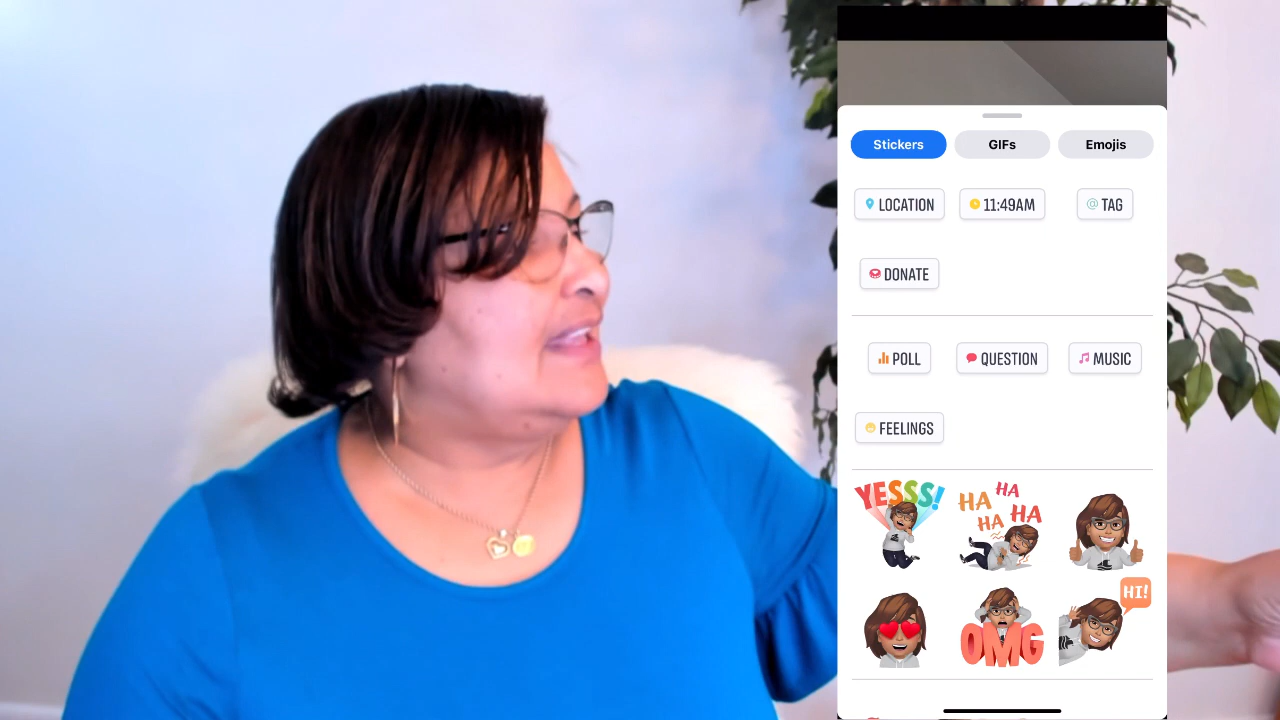 Stickers GIFs Emojis
LOCATION 11:49AM @ TAG
DONATE
POLL QUESTION MUSIC
FEELINGS
YESSS!
HA HA HA HA
OMG
HI!